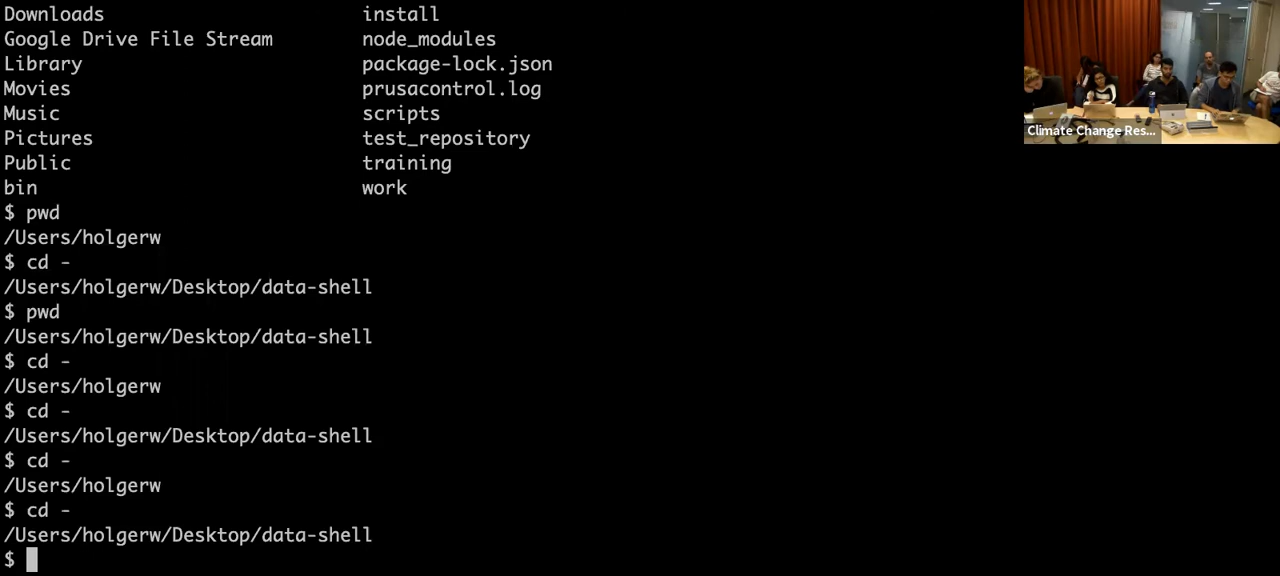 Downloads install
Google Drive File Stream node_modules
Library package-lock.json
Movies prusacontrol.log
Music scripts
Pictures test_repository
Public training
bin work
$ pwd
/Users/holgerw
$ cd -
/Users/holgerw/Desktop/data-shell
$ pwd
/Users/holgerw/Desktop/data-shell
$ cd -
/Users/holgerw
$ cd -
/Users/holgerw/Desktop/data-shell
$ cd -
/Users/holgerw
$ cd -
/Users/holgerw/Desktop/data-shell
$
Climate Change Res...